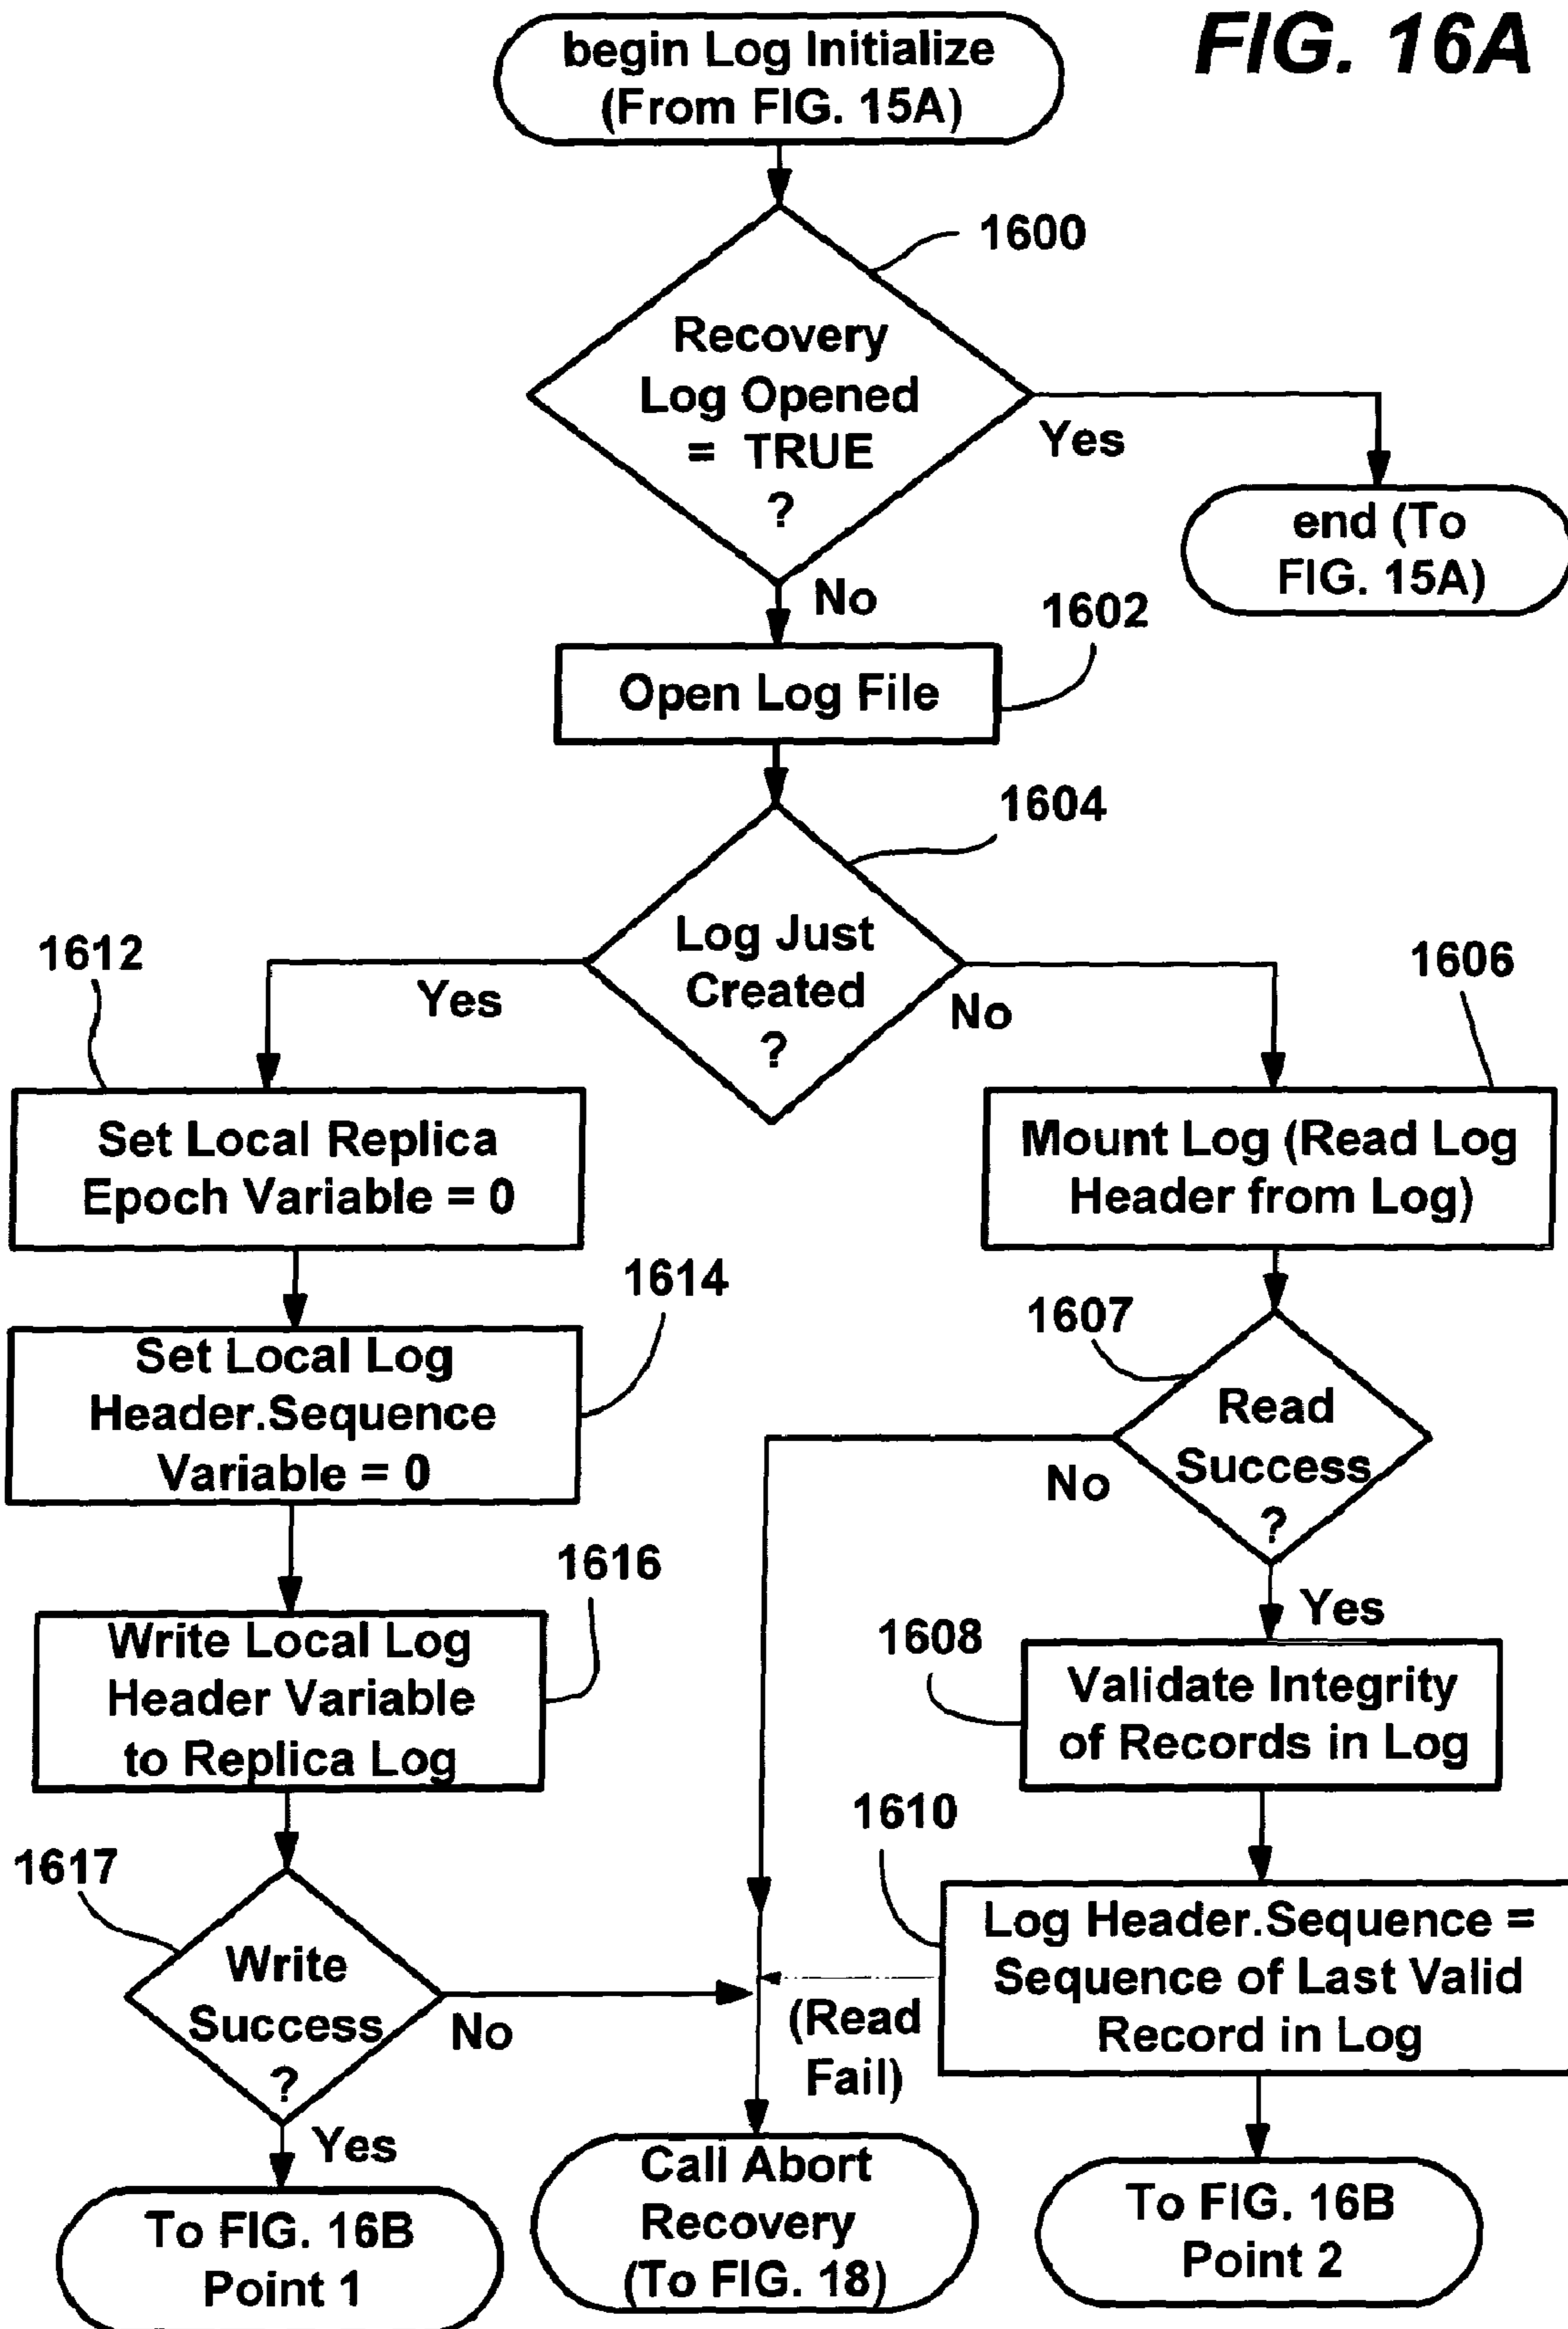 FIG. 16A
begin Log Initialize
(From FIG. 15A)
1600
Recovery
Log Opened
= TRUE
?
Yes
end (To
FIG. 15A)
No
1602
Open Log File
1604
Log Just
Created
?
Yes
No
1612
1606
Set Local Replica
Epoch Variable = 0
Mount Log (Read Log
Header from Log)
1614
1607
Set Local Log
Header.Sequence
Variable = 0
Read
Success
?
No
Yes
1616
1608
Write Local Log
Header Variable
to Replica Log
Validate Integrity
of Records in Log
1617
1610
Write
Success
?
No
Yes
Log Header.Sequence =
Sequence of Last Valid
Record in Log
(Read
Fail)
To FIG. 16B
Point 1
Call Abort
Recovery
(To FIG. 18)
To FIG. 16B
Point 2